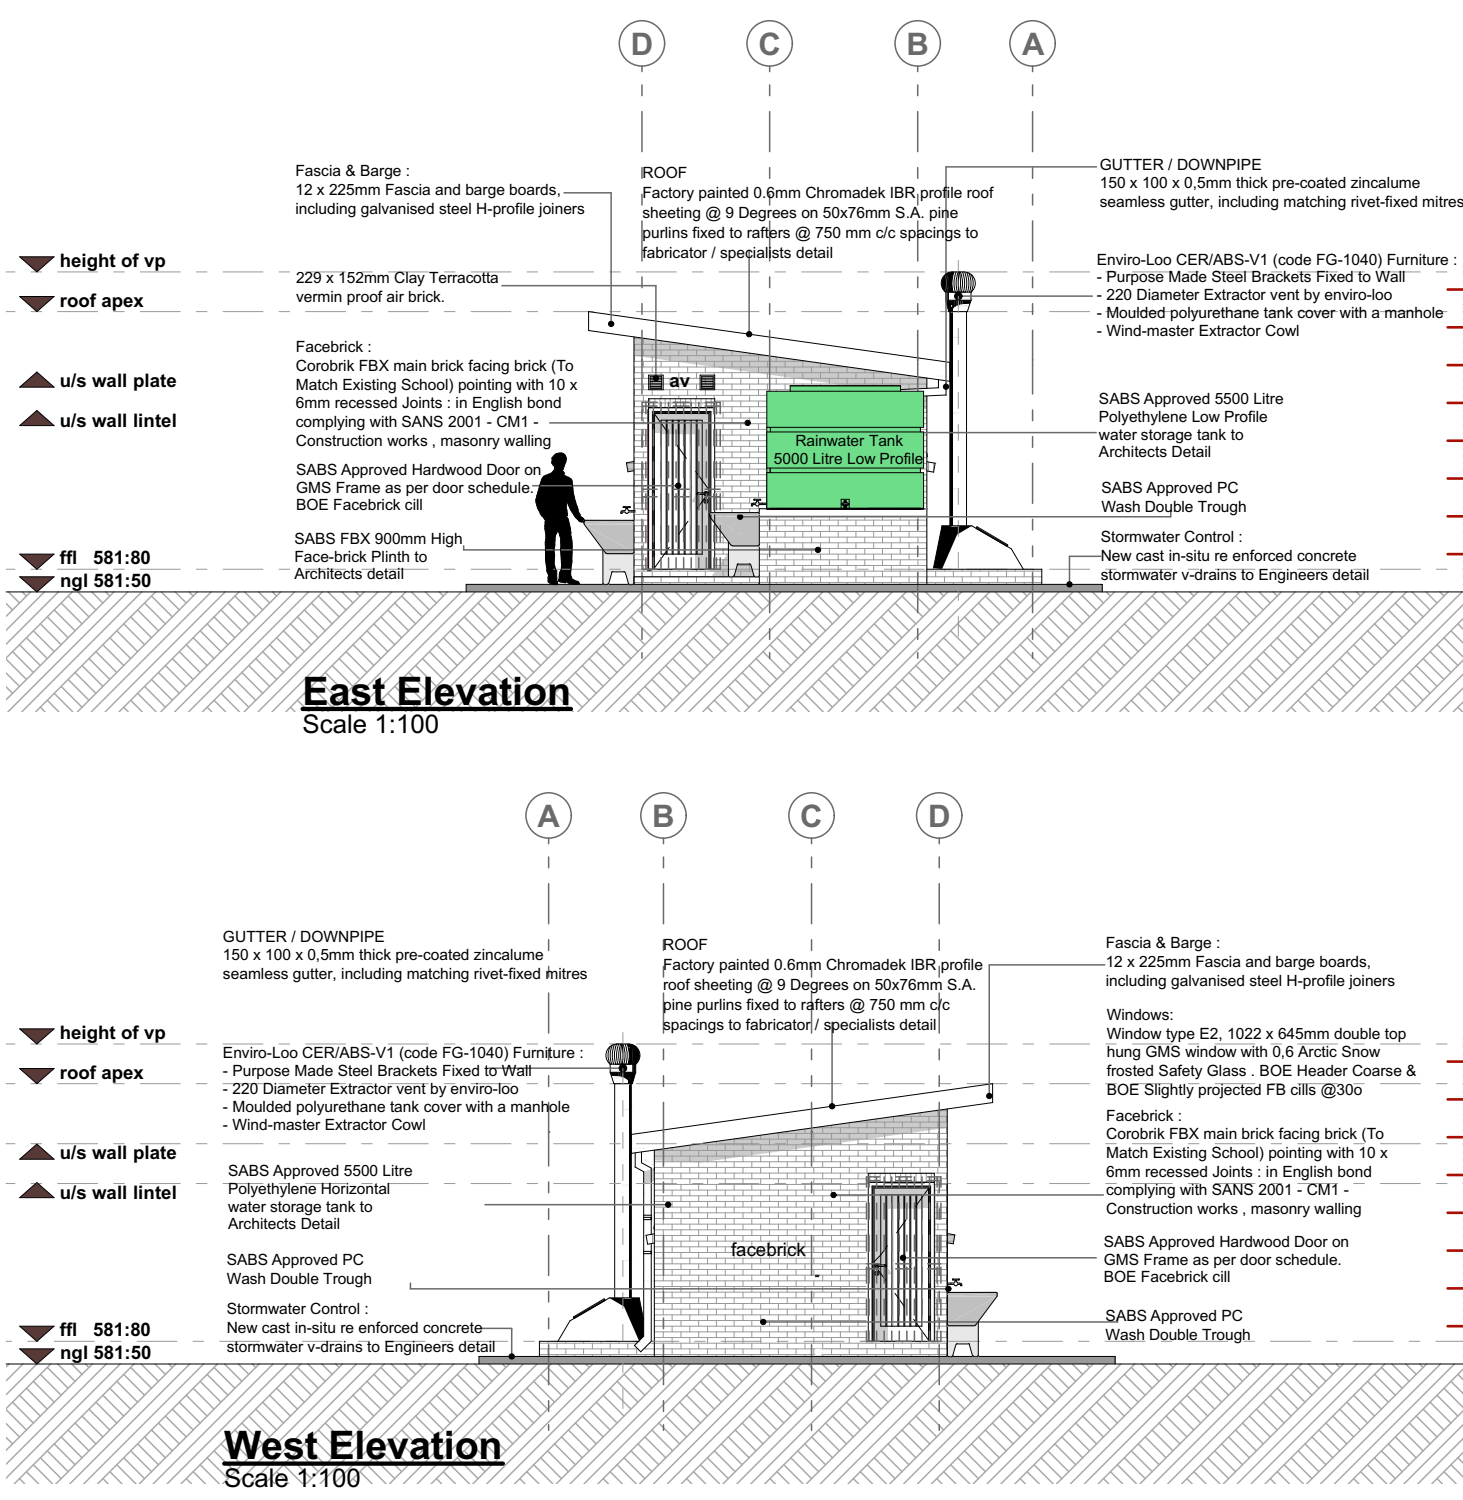 D C B A
Fascia & Barge :
12 x 225mm Fascia and barge boards,
including galvanised steel H-profile joiners
ROOF
Factory painted 0.6mm Chromadek IBR profile roof
sheeting @ 9 Degrees on 50x76mm S.A. pine
purlins fixed to rafters @ 750 mm c/c spacings to
fabricator / specialists detail
GUTTER / DOWNPIPE
150 x 100 x 0,5mm thick pre-coated zincalume
seamless gutter, including matching rivet-fixed mitres
height of vp
roof apex
u/s wall plate
u/s wall lintel
ffl 581:80
ngl 581:50
229 x 152mm Clay Terracotta
vermin proof air brick.
Facebrick :
Corobrik FBX main brick facing brick (To
Match Existing School) pointing with 10 x
6mm recessed Joints : in English bond
complying with SANS 2001 - CM1 -
Construction works , masonry walling
SABS Approved Hardwood Door on
GMS Frame as per door schedule.
BOE Facebrick cill
SABS FBX 900mm High
Face-brick Plinth to
Architects detail
av
Rainwater Tank
5000 Litre Low Profile
Enviro-Loo CER/ABS-V1 (code FG-1040) Furniture :
- Purpose Made Steel Brackets Fixed to Wall
- 220 Diameter Extractor vent by enviro-loo
- Moulded polyurethane tank cover with a manhole
- Wind-master Extractor Cowl
SABS Approved 5500 Litre
Polyethylene Low Profile
water storage tank to
Architects Detail
SABS Approved PC
Wash Double Trough
Stormwater Control :
New cast in-situ re enforced concrete
stormwater v-drains to Engineers detail
East Elevation
Scale 1:100
A B C D
GUTTER / DOWNPIPE
150 x 100 x 0,5mm thick pre-coated zincalume
seamless gutter, including matching rivet-fixed mitres
ROOF
Factory painted 0.6mm Chromadek IBR profile
roof sheeting @ 9 Degrees on 50x76mm S.A.
pine purlins fixed to rafters @ 750 mm c/c
spacings to fabricator / specialists detail
Fascia & Barge :
12 x 225mm Fascia and barge boards,
including galvanised steel H-profile joiners
height of vp
roof apex
u/s wall plate
u/s wall lintel
ffl 581:80
ngl 581:50
Enviro-Loo CER/ABS-V1 (code FG-1040) Furniture :
- Purpose Made Steel Brackets Fixed to Wall
- 220 Diameter Extractor vent by enviro-loo
- Moulded polyurethane tank cover with a manhole
- Wind-master Extractor Cowl
SABS Approved 5500 Litre
Polyethylene Horizontal
water storage tank to
Architects Detail
SABS Approved PC
Wash Double Trough
Stormwater Control :
New cast in-situ re enforced concrete
stormwater v-drains to Engineers detail
facebrick
Windows:
Window type E2, 1022 x 645mm double top
hung GMS window with 0,6 Arctic Snow
frosted Safety Glass . BOE Header Coarse &
BOE Slightly projected FB cills @30o
Facebrick :
Corobrik FBX main brick facing brick (To
Match Existing School) pointing with 10 x
6mm recessed Joints : in English bond
complying with SANS 2001 - CM1 -
Construction works , masonry walling
SABS Approved Hardwood Door on
GMS Frame as per door schedule.
BOE Facebrick cill
SABS Approved PC
Wash Double Trough
West Elevation
Scale 1:100